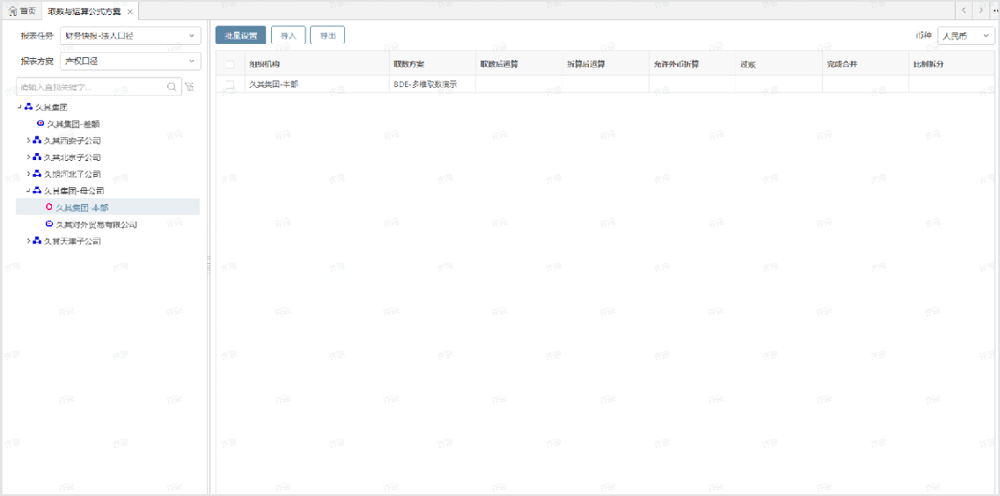 首页 取数与运算公式方案 ×
报表任务 财务快报-法人口径
报表方案 产权口径
请输入查找关键字...
久其集团
久其集团-差额
久其西安子公司
久其北京子公司
久期河北子公司
久其集团-母公司
久其集团-本部
久其对外贸易有限公司
久其天津子公司
批量设置 导入 导出
币种 人民币
组织机构 取数方案 取数后运算 折算后运算 允许外币折算 过账 完成合并 比例拆分
久其集团-本部 BDE-多维取数演示